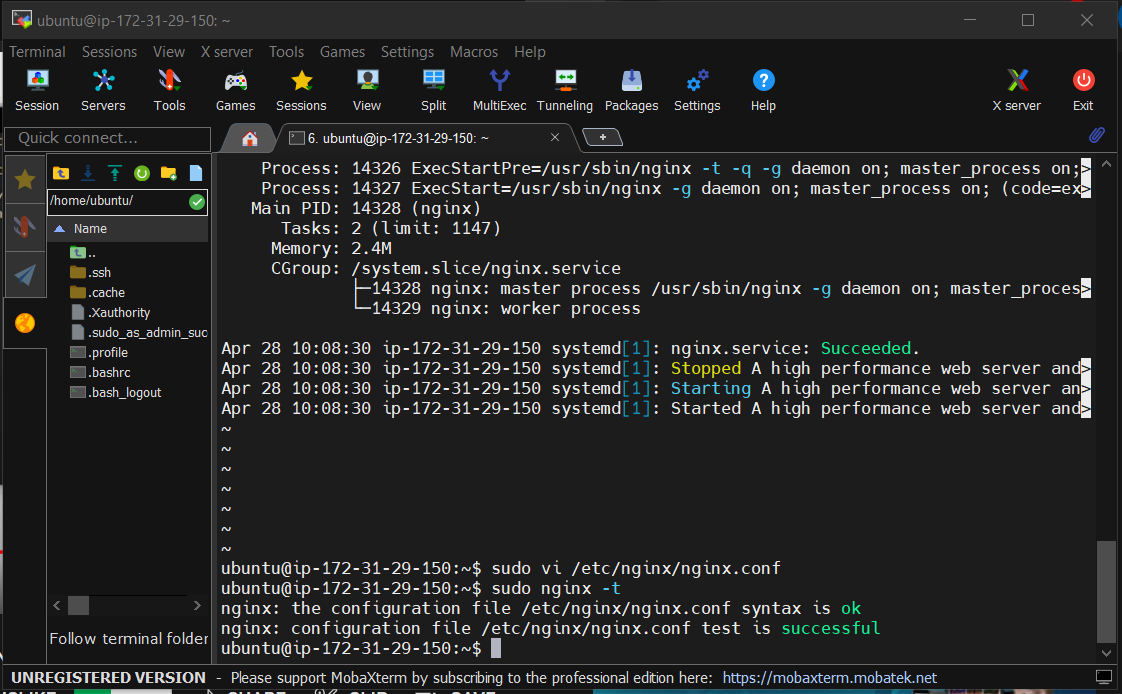 ubuntu@ip-172-31-29-150: ~
Terminal Sessions View X server Tools Games Settings Macros Help
Session Servers Tools Games Sessions View Split MultiExec Tunneling Packages Settings Help X server Exit
Quick connect...
6. ubuntu@ip-172-31-29-150: ~
/home/ubuntu/
Name
..
.ssh
.cache
.Xauthority
.sudo_as_admin_suc
.profile
.bashrc
.bash_logout
Follow terminal folder
Process: 14326 ExecStartPre=/usr/sbin/nginx -t -q -g daemon on; master_process on;>
Process: 14327 ExecStart=/usr/sbin/nginx -g daemon on; master_process on; (code=ex>
Main PID: 14328 (nginx)
Tasks: 2 (limit: 1147)
Memory: 2.4M
CGroup: /system.slice/nginx.service
├─14328 nginx: master process /usr/sbin/nginx -g daemon on; master_proces>
└─14329 nginx: worker process
Apr 28 10:08:30 ip-172-31-29-150 systemd[1]: nginx.service: Succeeded.
Apr 28 10:08:30 ip-172-31-29-150 systemd[1]: Stopped A high performance web server and>
Apr 28 10:08:30 ip-172-31-29-150 systemd[1]: Starting A high performance web server an>
Apr 28 10:08:30 ip-172-31-29-150 systemd[1]: Started A high performance web server and>
~
~
~
~
~
~
~
ubuntu@ip-172-31-29-150:~$ sudo vi /etc/nginx/nginx.conf
ubuntu@ip-172-31-29-150:~$ sudo nginx -t
nginx: the configuration file /etc/nginx/nginx.conf syntax is ok
nginx: configuration file /etc/nginx/nginx.conf test is successful
ubuntu@ip-172-31-29-150:~$
UNREGISTERED VERSION - Please support MobaXterm by subscribing to the professional edition here: https://mobaxterm.mobatek.net